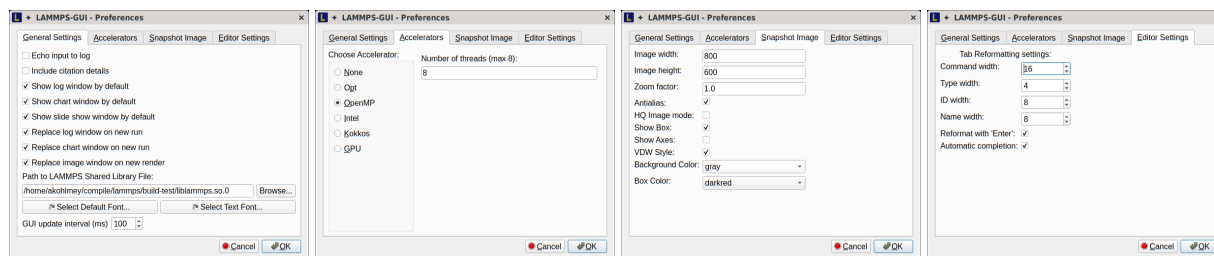 LAMMPS-GUI - Preferences
General Settings Accelerators Snapshot Image Editor Settings
Echo input to log
Include citation details
Show log window by default
Show chart window by default
Show slide show window by default
Replace log window on new run
Replace chart window on new run
Replace image window on new render
Path to LAMMPS Shared Library File:
/home/akohlmey/compile/lammps/build-test/liblammps.so.0 Browse...
Select Default Font... Select Text Font...
GUI update interval (ms) 100
Cancel OK
LAMMPS-GUI - Preferences
General Settings Accelerators Snapshot Image Editor Settings
Choose Accelerator:
None
Opt
OpenMP
Intel
Kokkos
GPU
Number of threads (max 8):
8
Cancel OK
LAMMPS-GUI - Preferences
General Settings Accelerators Snapshot Image Editor Settings
Image width: 800
Image height: 600
Zoom factor: 1.0
Antialias:
HQ Image mode:
Show Box:
Show Axes:
VDW Style:
Background Color: gray
Box Color: darkred
Cancel OK
LAMMPS-GUI - Preferences
General Settings Accelerators Snapshot Image Editor Settings
Tab Reformatting settings:
Command width: 16
Type width: 4
ID width: 8
Name width: 8
Reformat with 'Enter':
Automatic completion:
Cancel OK